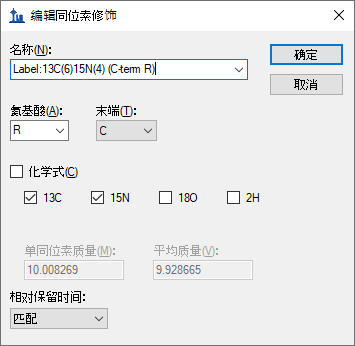 编辑同位素修饰
名称(N):
Label:13C(6)15N(4) (C-term R)
确定
取消
氨基酸(A):
末端(T):
R
C
化学式(C)
13C
15N
18O
2H
单同位素质量(M):
平均质量(V):
10.008269
9.928665
相对保留时间:
匹配